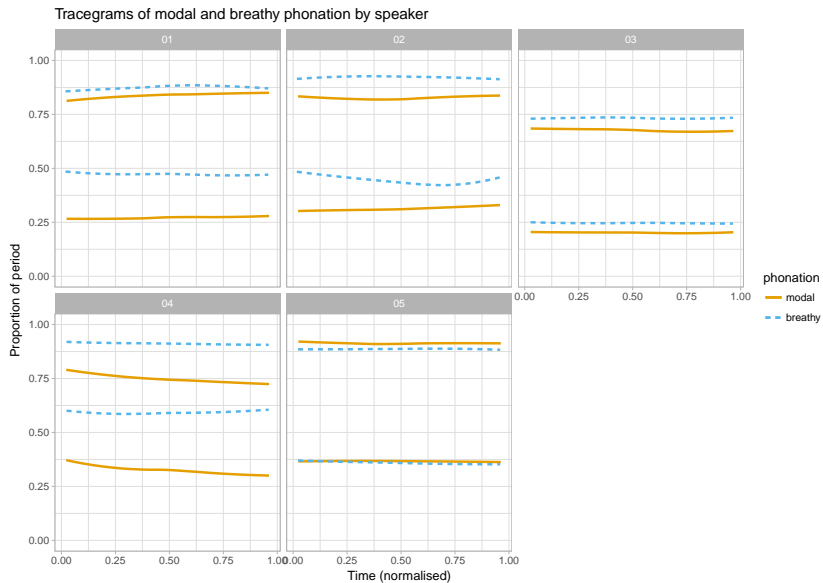 Tracegrams of modal and breathy phonation by speaker
01
02
03
1.00
0.75
0.50
0.25
0.00
0.00 0.25 0.50 0.75 1.00
04
05
1.00
0.75
0.50
0.25
0.00
0.00 0.25 0.50 0.75 1.00
0.00 0.25 0.50 0.75 1.00
Time (normalised)
Proportion of period
phonation
modal
breathy